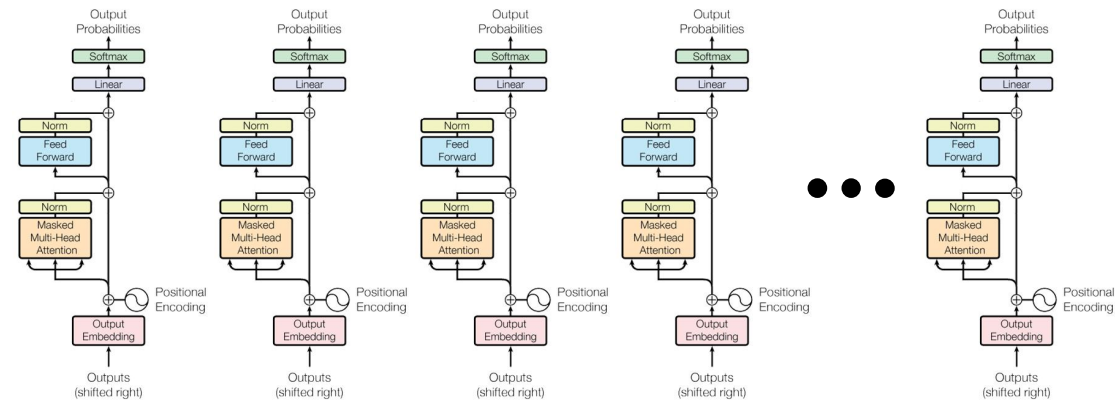 Output
Probabilities
Softmax
Linear
Norm
Feed
Forward
Norm
Masked
Multi-Head
Attention
Positional
Encoding
Output
Embedding
Outputs
(shifted right)
Output
Probabilities
Softmax
Linear
Norm
Feed
Forward
Norm
Masked
Multi-Head
Attention
Positional
Encoding
Output
Embedding
Outputs
(shifted right)
Output
Probabilities
Softmax
Linear
Norm
Feed
Forward
Norm
Masked
Multi-Head
Attention
Positional
Encoding
Output
Embedding
Outputs
(shifted right)
Output
Probabilities
Softmax
Linear
Norm
Feed
Forward
Norm
Masked
Multi-Head
Attention
Positional
Encoding
Output
Embedding
Outputs
(shifted right)
Output
Probabilities
Softmax
Linear
Norm
Feed
Forward
Norm
Masked
Multi-Head
Attention
Positional
Encoding
Output
Embedding
Outputs
(shifted right)